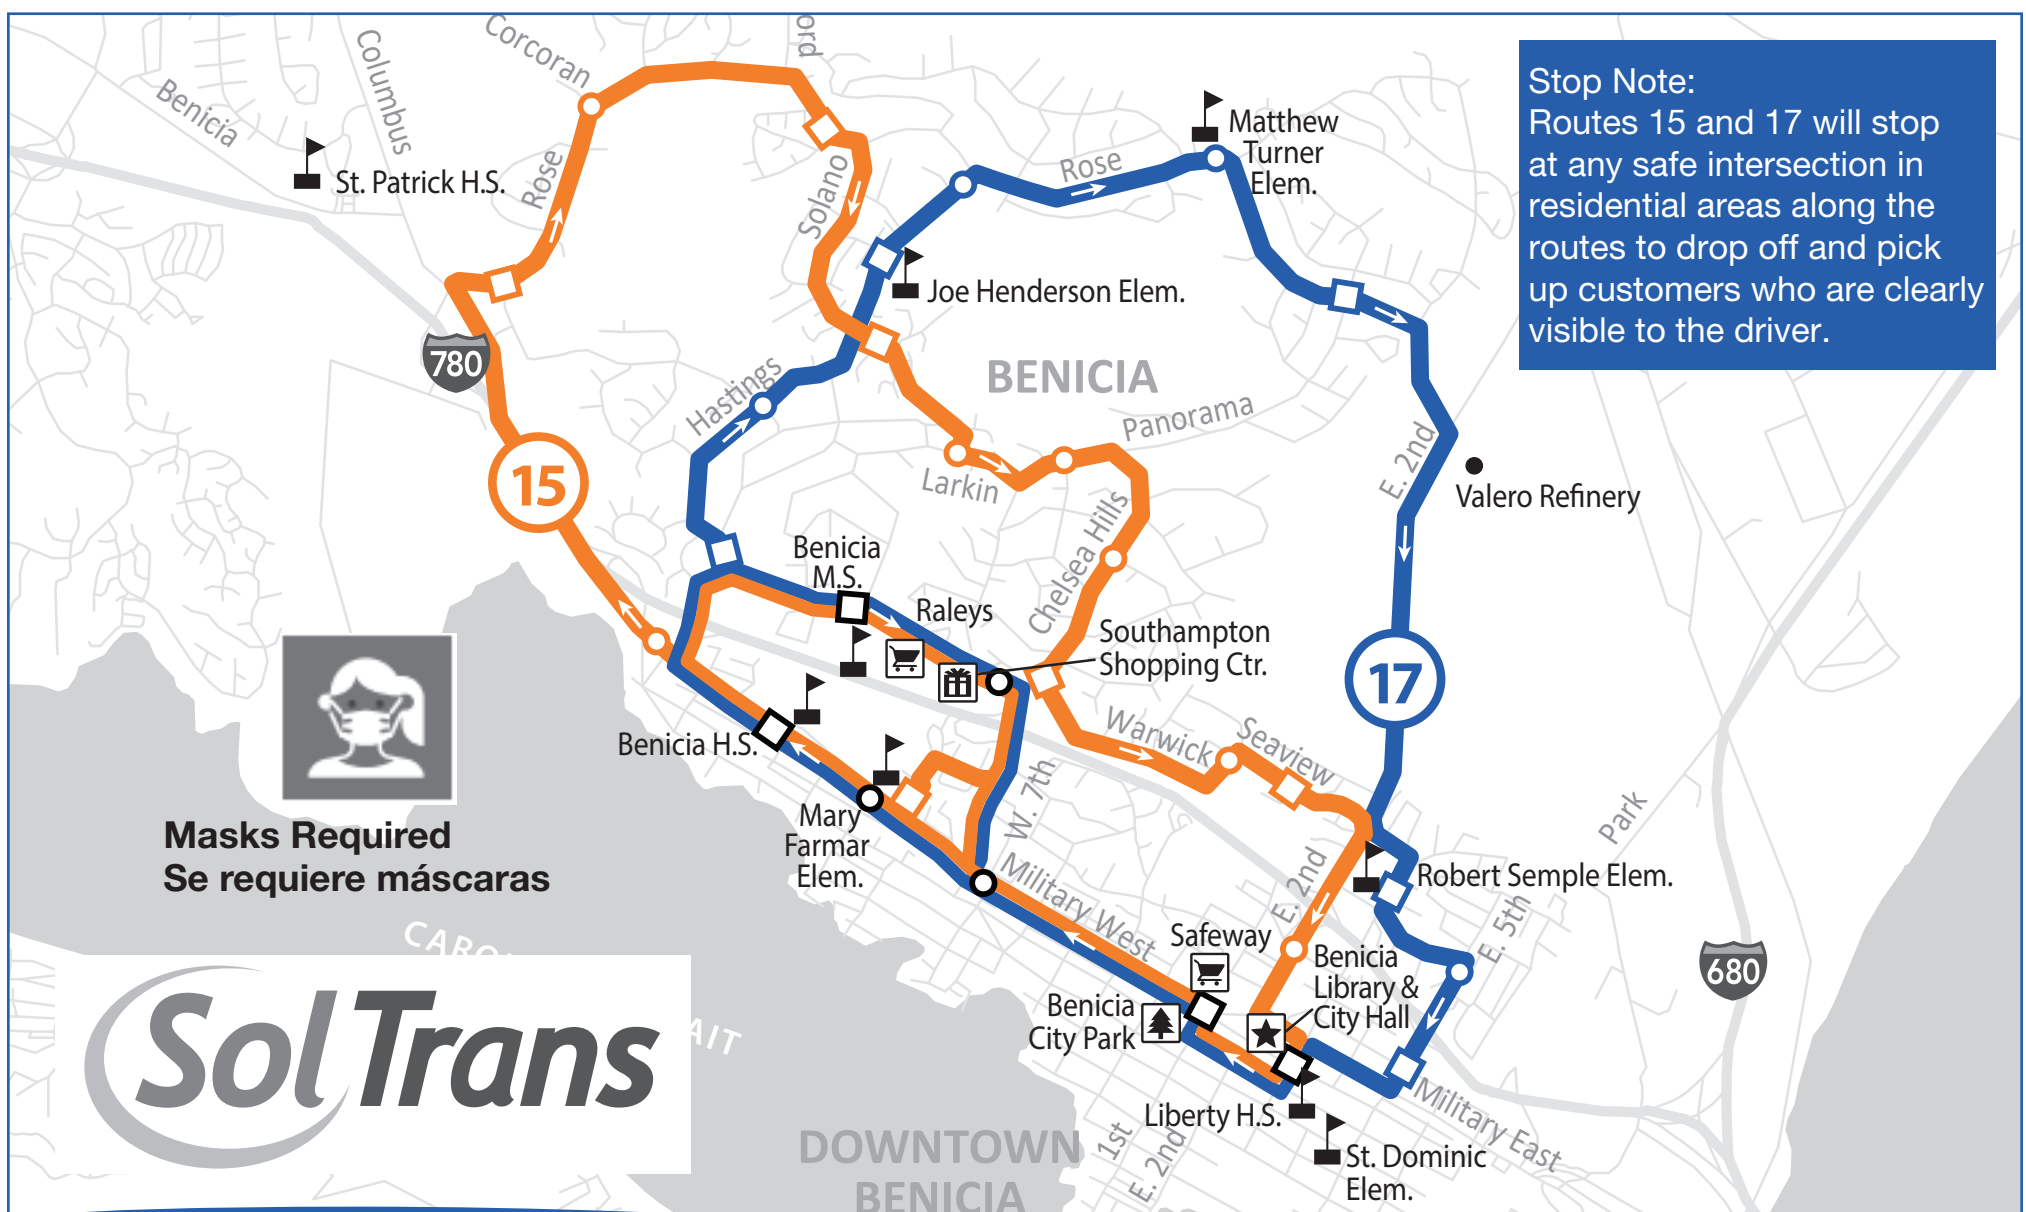 Corcoran
ord
Columbus
Benicia
St. Patrick H.S.
Rose
Solano
Rose
Matthew
Turner
Elem.
Stop Note:
Routes 15 and 17 will stop
at any safe intersection in
residential areas along the
routes to drop off and pick
up customers who are clearly
visible to the driver.
Joe Henderson Elem.
780
Hastings
BENICIA
Panorama
15
Larkin
E. 2nd
Valero Refinery
Chelsea Hills
Benicia
M.S.
Raleys
Southampton
Shopping Ctr.
17
Benicia H.S.
Warwick
Seaview
W. 7th
Mary
Farmar
Elem.
Park
Masks Required
Se requiere máscaras
Military West
E. 2nd
Robert Semple Elem.
E. 5th
Safeway
Benicia
Library &
City Hall
680
CARQ
AIT
SolTrans
Benicia
City Park
Liberty H.S.
Military East
St. Dominic
Elem.
1st
E. 2nd
DOWNTOWN
BENICIA